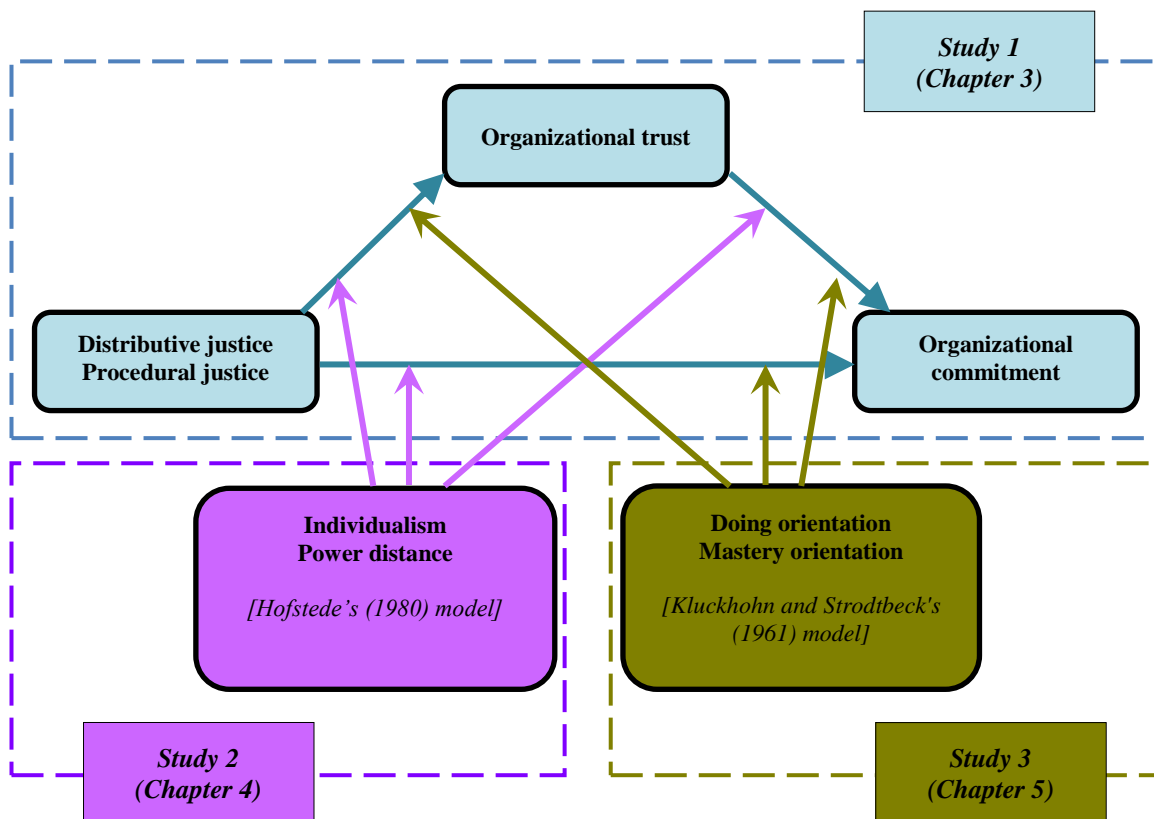 Study 1
(Chapter 3)
Organizational trust
Distributive justice
Procedural justice
Organizational
commitment
Individualism
Power distance
[Hofstede’s (1980) model]
Doing orientation
Mastery orientation
[Kluckhohn and Strodtbeck's
(1961) model]
Study 2
(Chapter 4)
Study 3
(Chapter 5)